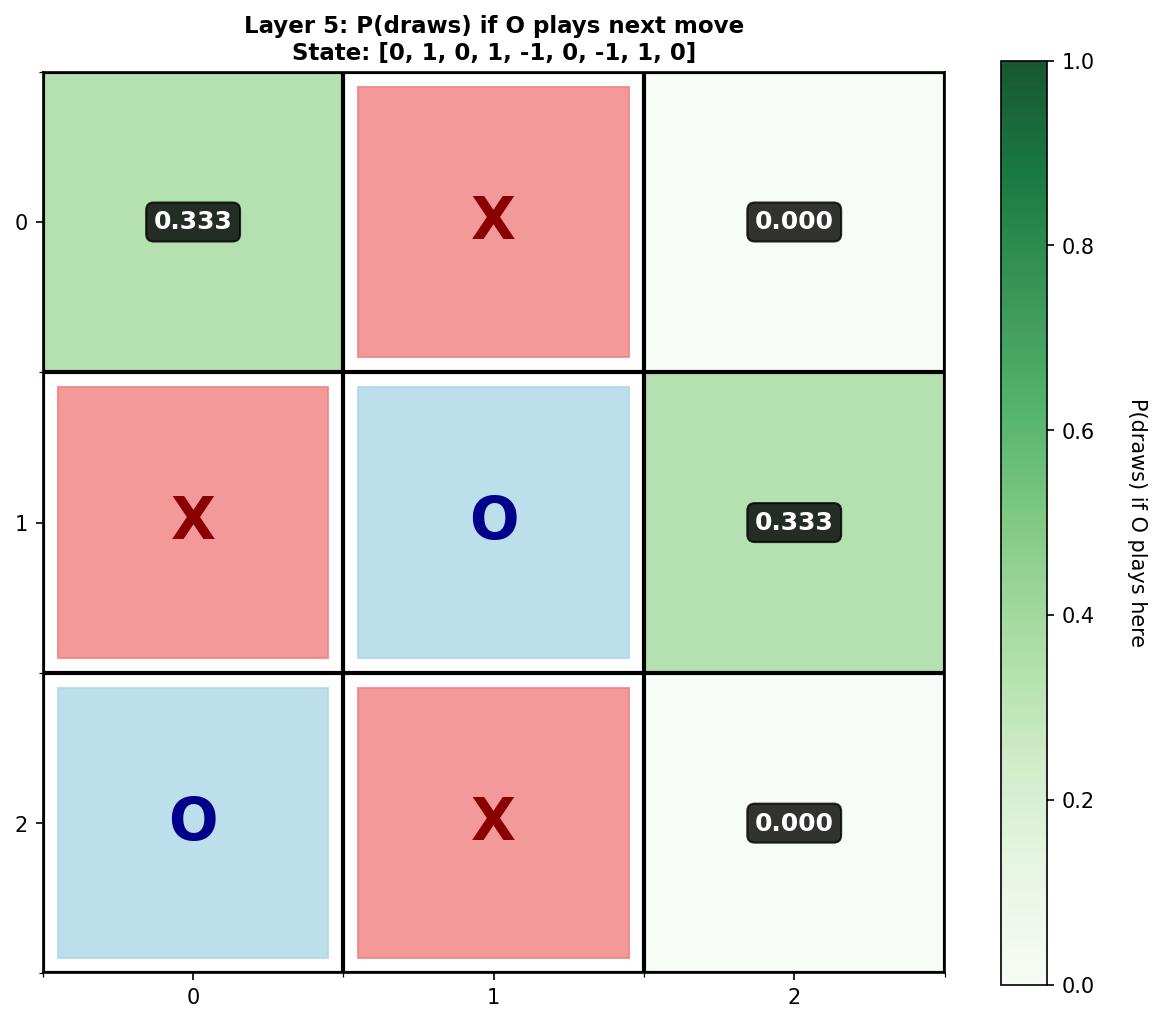 Layer 5: P(draws) if O plays next move
State: [0, 1, 0, 1, -1, 0, -1, 1, 0]
0.333
X
0.000
X
O
0.333
O
X
0.000
0
1
2
0
1
2
1.0
0.8
0.6
0.4
0.2
0.0
P(draws) if O plays here